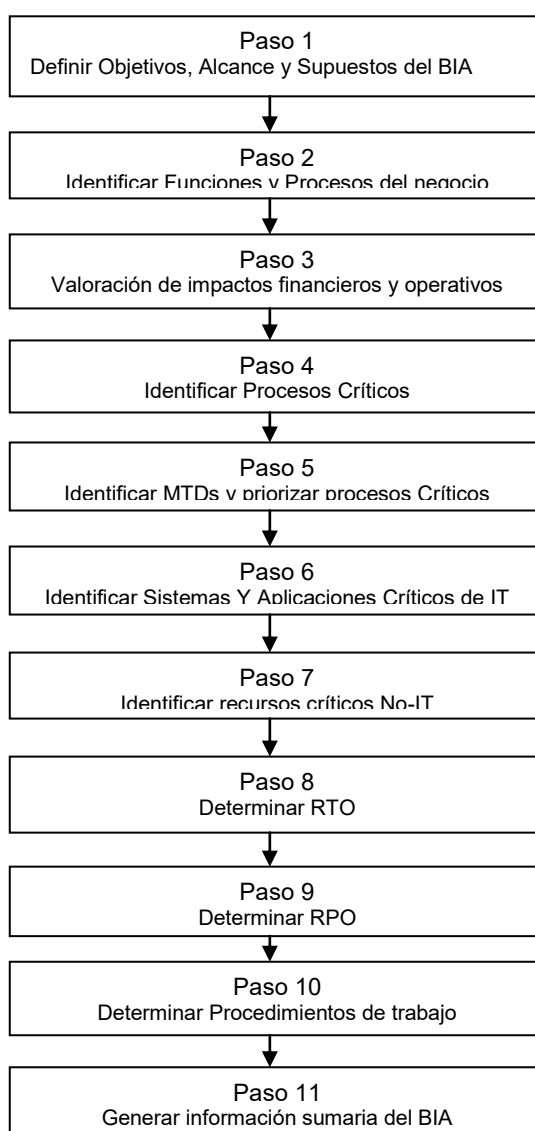 Paso 1
Definir Objetivos, Alcance y Supuestos del BIA
Paso 2
Identificar Funciones y Procesos del negocio
Paso 3
Valoración de impactos financieros y operativos
Paso 4
Identificar Procesos Críticos
Paso 5
Identificar MTDs y priorizar procesos Críticos
Paso 6
Identificar Sistemas Y Aplicaciones Críticos de IT
Paso 7
Identificar recursos críticos No-IT
Paso 8
Determinar RTO
Paso 9
Determinar RPO
Paso 10
Determinar Procedimientos de trabajo
Paso 11
Generar información sumaria del BIA